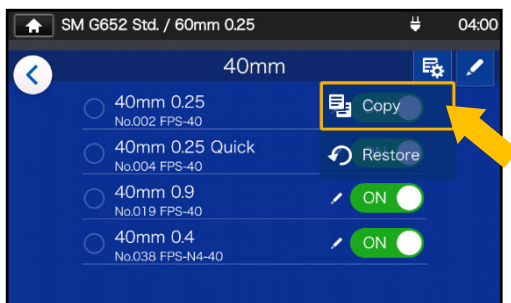 SM G652 Std. / 60mm 0.25 04:00
40mm
40mm 0.25
No.002 FPS-40
Copy
40mm 0.25 Quick
No.004 FPS-40
Restore
40mm 0.9
No.019 FPS-40
ON
40mm 0.4
No.038 FPS-N4-40
ON